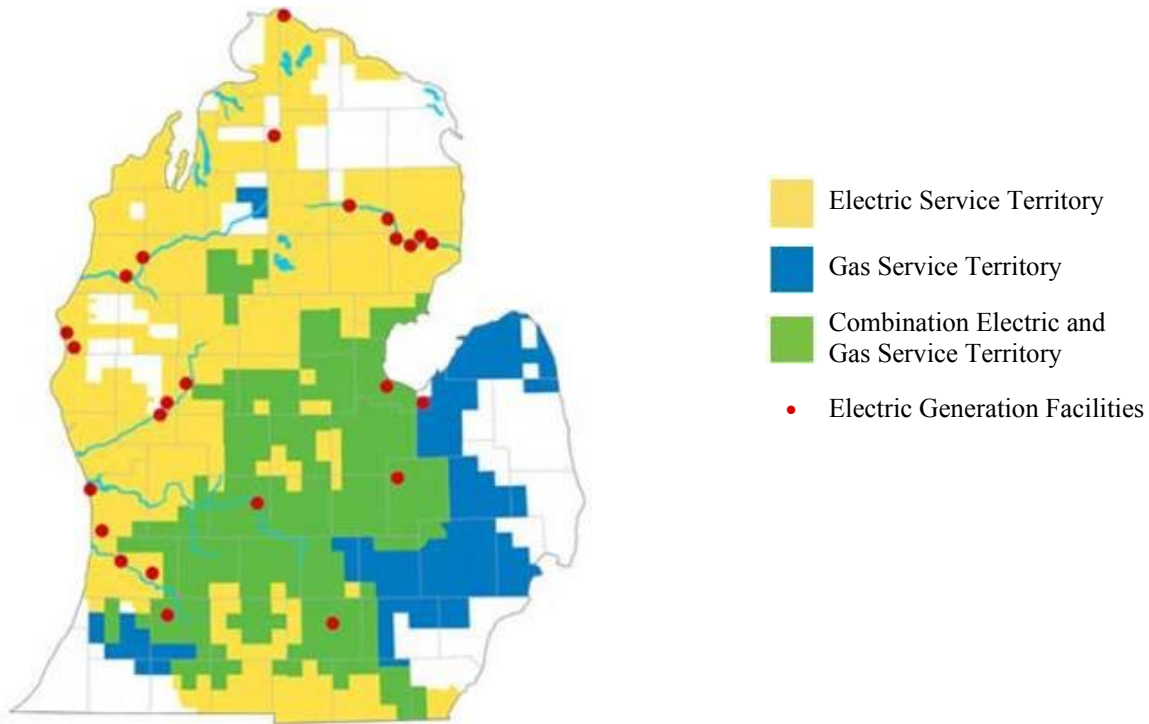 Electric Service Territory
Gas Service Territory
Combination Electric and
Gas Service Territory
Electric Generation Facilities